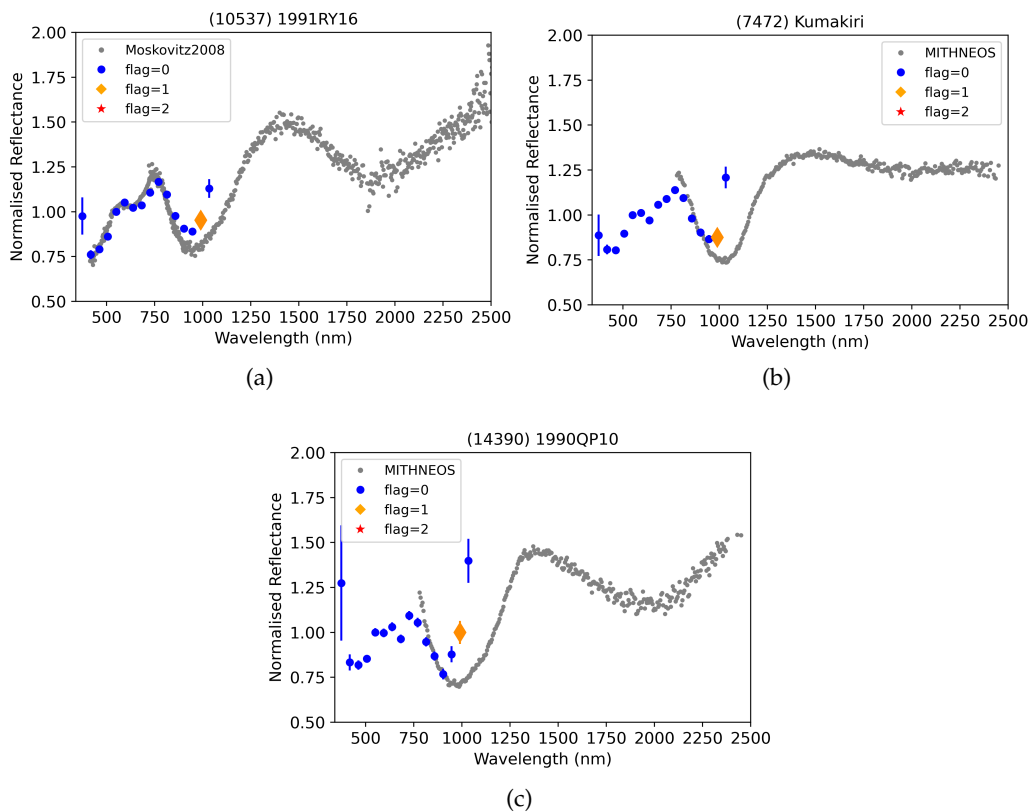 (10537) 1991RY16
Normalised Reflectance
2.00
1.75
1.50
1.25
1.00
0.75
0.50
Moskovitz2008
flag=0
flag=1
flag=2
500 750 1000 1250 1500 1750 2000 2250 2500
Wavelength (nm)
(a)
(7472) Kumakiri
Normalised Reflectance
2.00
1.75
1.50
1.25
1.00
0.75
0.50
MITHNEOS
flag=0
flag=1
flag=2
500 750 1000 1250 1500 1750 2000 2250 2500
Wavelength (nm)
(b)
(14390) 1990QP10
Normalised Reflectance
2.00
1.75
1.50
1.25
1.00
0.75
0.50
MITHNEOS
flag=0
flag=1
flag=2
500 750 1000 1250 1500 1750 2000 2250 2500
Wavelength (nm)
(c)